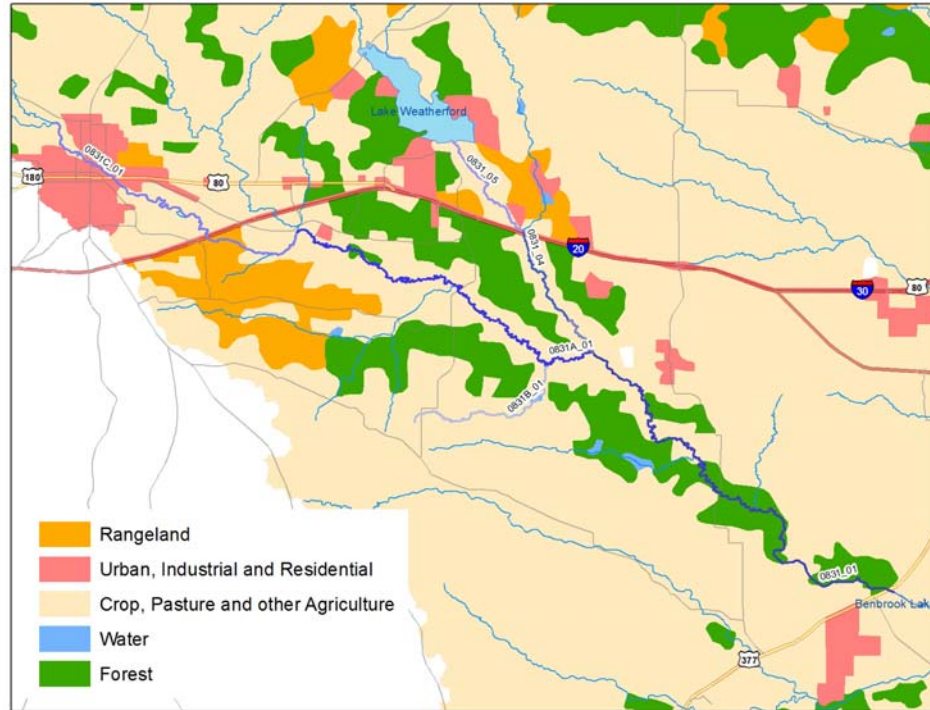 Lake Weatherford
0831C_01
0831_05
180
80
0831_04
20
80
30
0831A_01
0831B_01
0831_01
Benbrook Lak
377
Rangeland
Urban, Industrial and Residential
Crop, Pasture and other Agriculture
Water
Forest